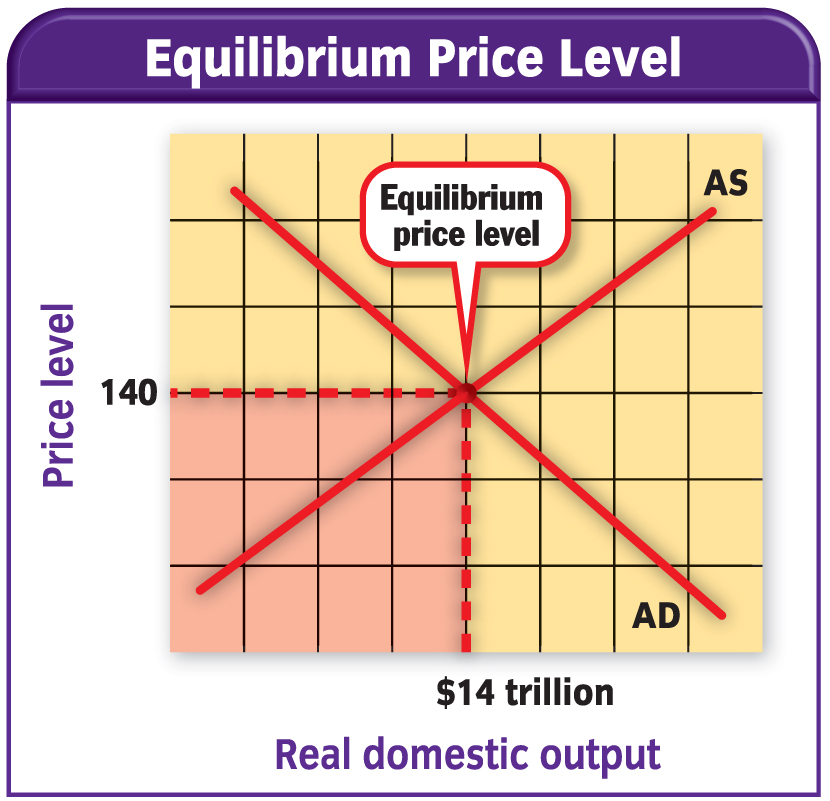 Equilibrium Price Level
Equilibrium
price level
AS
Price level
140
AD
$14 trillion
Real domestic output